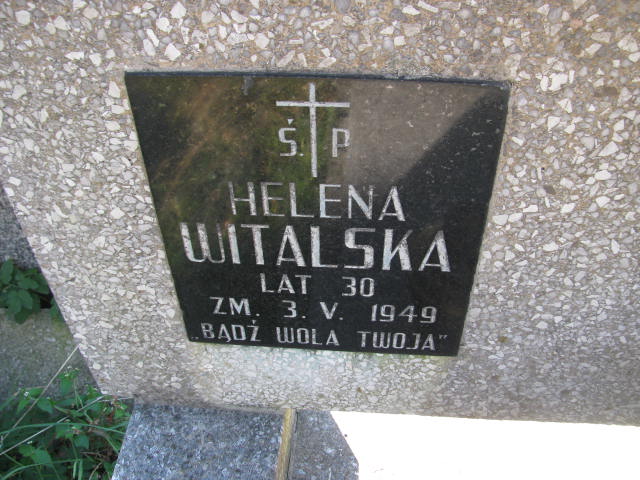 Ś. P
HELENA
WITALSKA
LAT 30
ZM. 3. V. 1949
„BĄDŹ WOLA TWOJA"